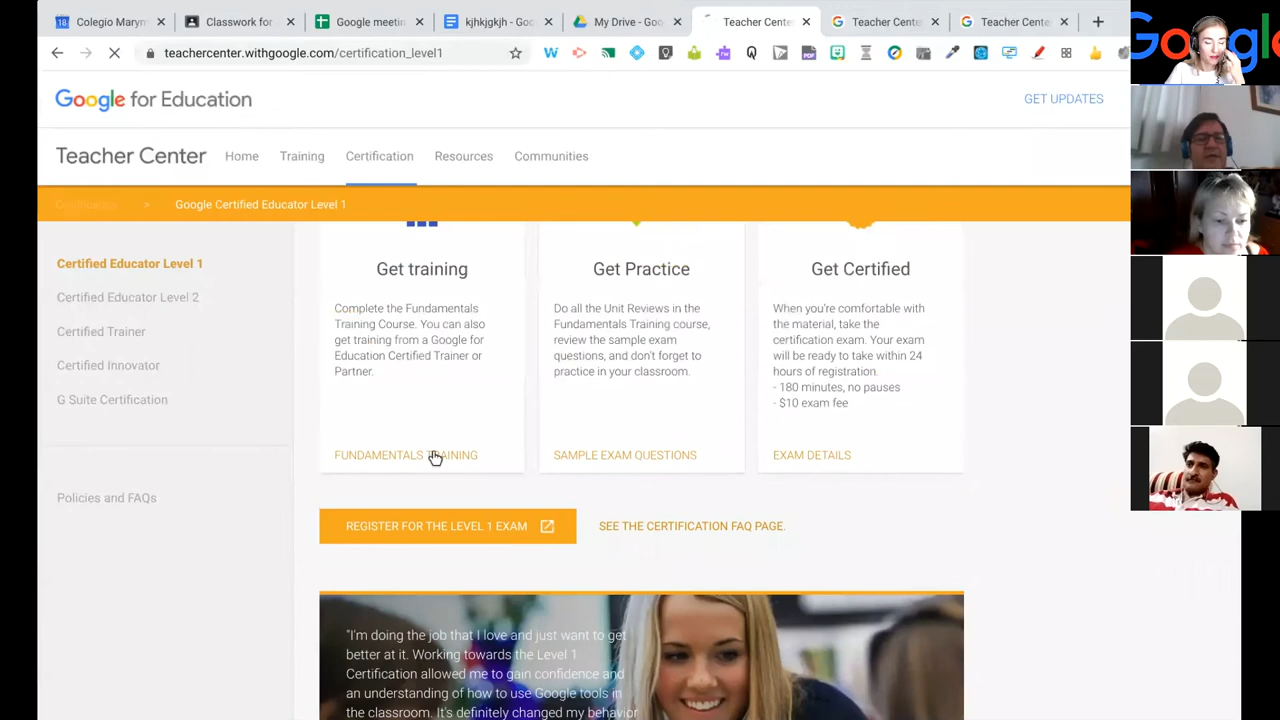 Colegio Marym
Classwork for
Google meetin
kjhkjgkjh - Goo
My Drive - Goo
Teacher Cente
Teacher Cente
Teacher Cente
teachercenter.withgoogle.com/certification_level1
Google for Education
GET UPDATES
Teacher Center
Home
Training
Certification
Resources
Communities
> Google Certified Educator Level 1
Certified Educator Level 1
Certified Educator Level 2
Certified Trainer
Certified Innovator
G Suite Certification
Policies and FAQs
Get training
Complete the Fundamentals
Training Course. You can also
get training from a Google for
Education Certified Trainer or
Partner.
FUNDAMENTALS TRAINING
Get Practice
Do all the Unit Reviews in the
Fundamentals Training course,
review the sample exam
questions, and don't forget to
practice in your classroom.
SAMPLE EXAM QUESTIONS
Get Certified
When you're comfortable with
the material, take the
certification exam. Your exam
will be ready to take within 24
hours of registration.
- 180 minutes, no pauses
- $10 exam fee
EXAM DETAILS
REGISTER FOR THE LEVEL 1 EXAM
SEE THE CERTIFICATION FAQ PAGE.
"I'm doing the job that I love and just want to get
better at it. Working towards the Level 1
Certification allowed me to gain confidence and
an understanding of how to use Google tools in
the classroom. It's definitely changed my behavior